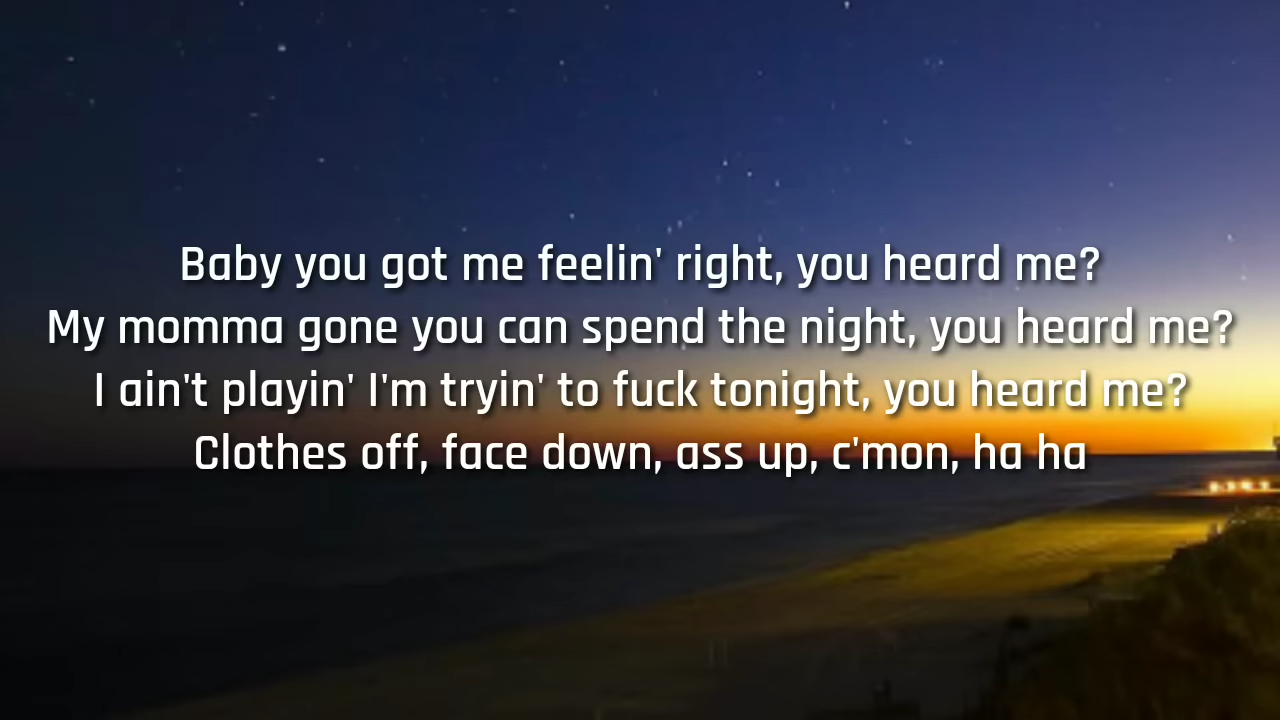 Baby you got me feelin' right, you heard me?
My momma gone you can spend the night, you heard me?
I ain't playin' I'm tryin' to fuck tonight, you heard me?
Clothes off, face down, ass up, c'mon, ha ha